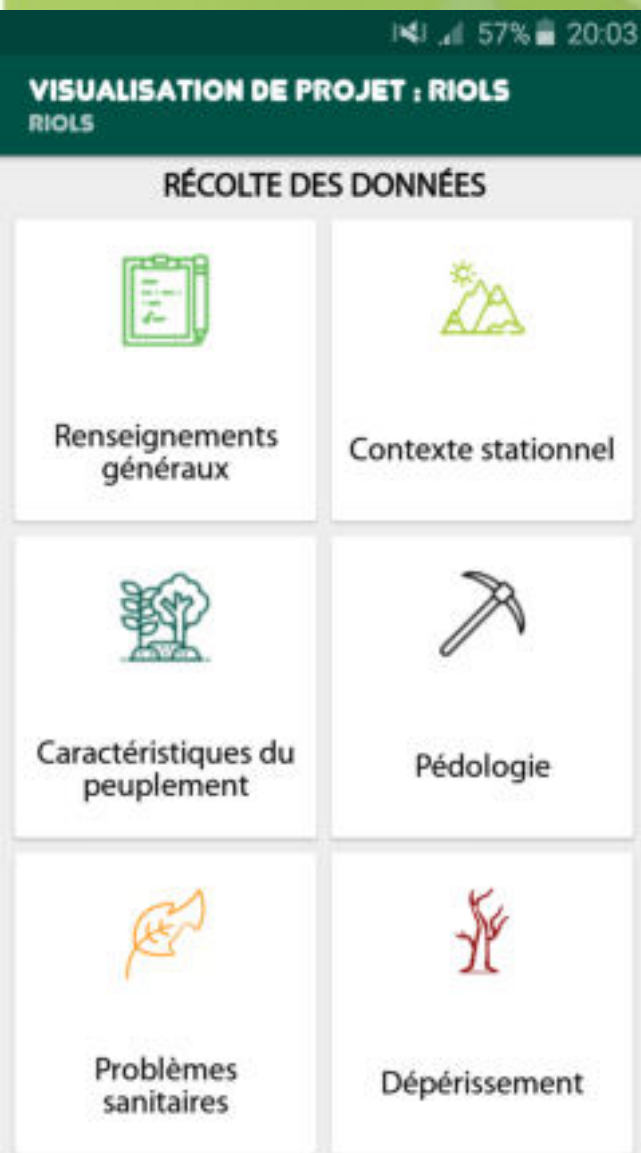 57% 20:03
VISUALISATION DE PROJET : RIOLS
RIOLS
RÉCOLTE DES DONNÉES
Renseignements
généraux
Contexte stationnel
Caractéristiques du
peuplement
Pédologie
Problèmes
sanitaires
Dépérissement